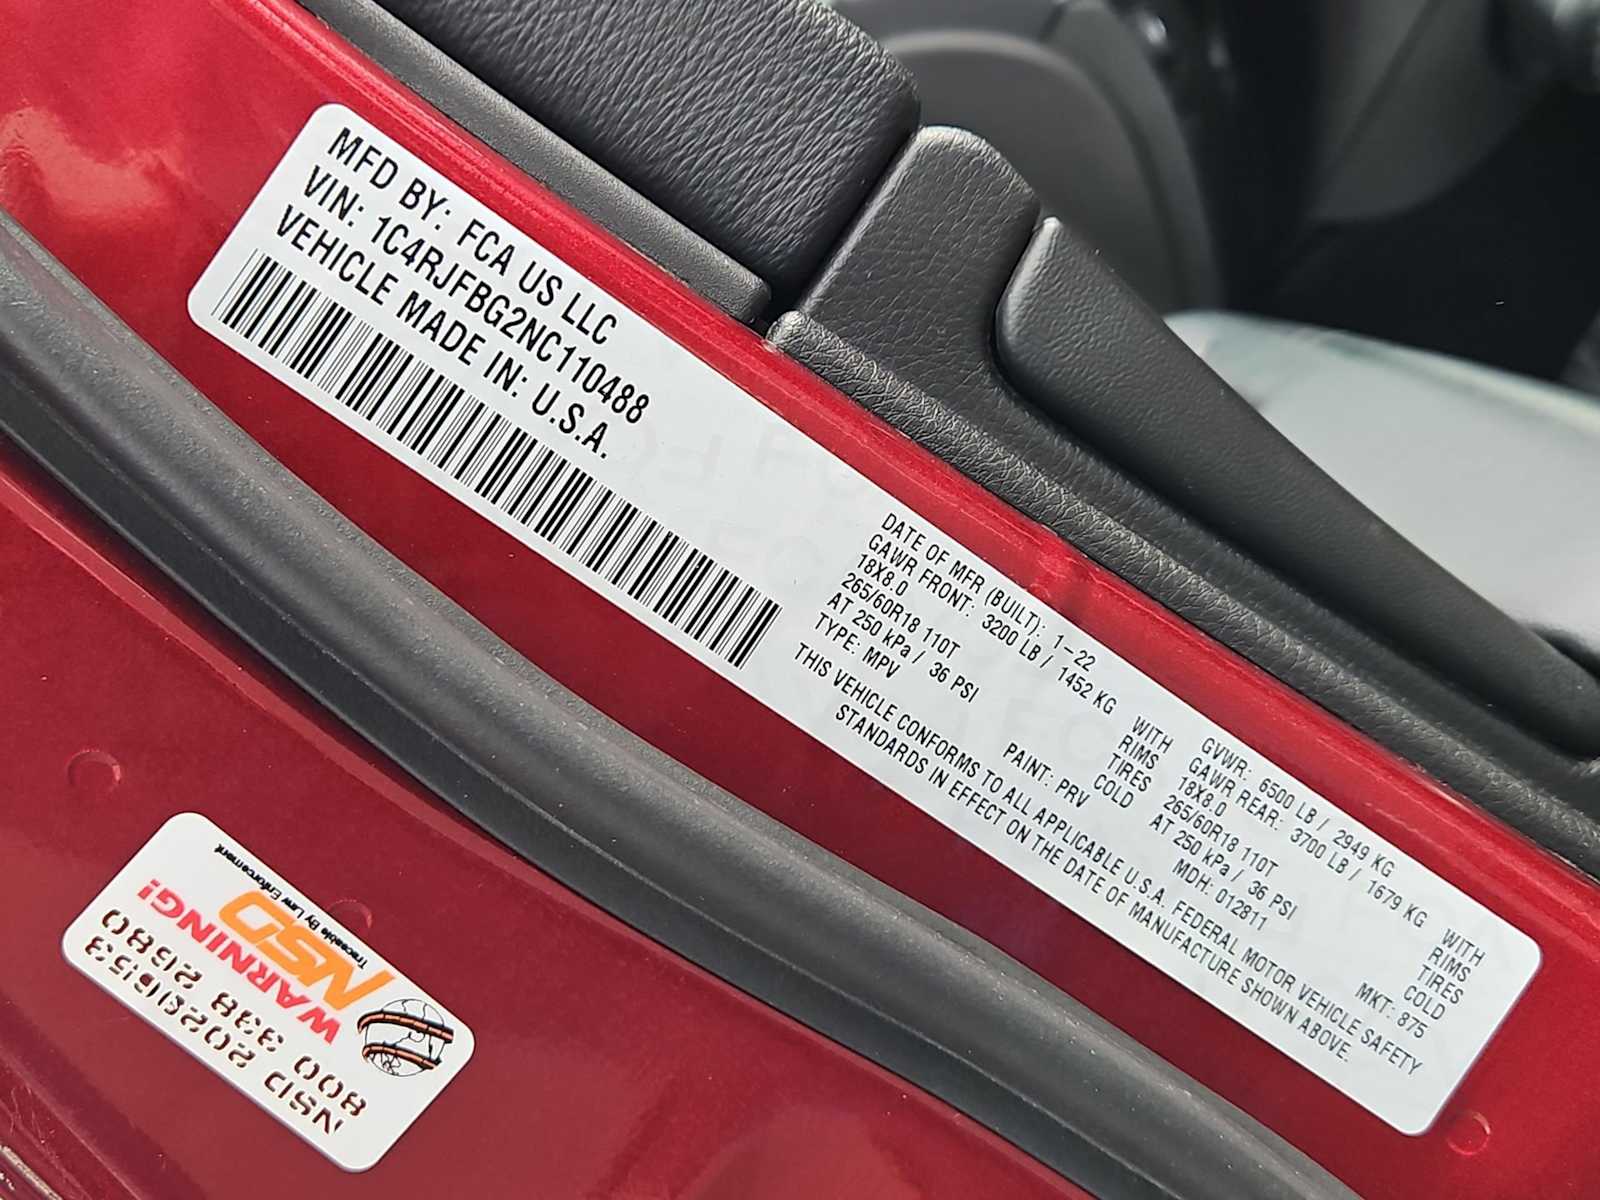 MFD BY: FCA US LLC
VIN: 1C4RJFBG2NC110488
VEHICLE MADE IN: U.S.A.
DATE OF MFR (BUILT): 1-22 GVWR: 6500 LB / 2949 KG
GAWR FRONT: 3200 LB / 1452 KG WITH GAWR REAR: 3700 LB / 1679 KG WITH
18X8.0 RIMS 18X8.0 RIMS
265/60R18 110T TIRES 265/60R18 110T TIRES
AT 250 kPa / 36 PSI COLD AT 250 kPa / 36 PSI COLD
TYPE: MPV PAINT: PRV MDH: 012811 MKT: 875
THIS VEHICLE CONFORMS TO ALL APPLICABLE U.S.A. FEDERAL MOTOR VEHICLE SAFETY
STANDARDS IN EFFECT ON THE DATE OF MANUFACTURE SHOWN ABOVE.
NSD
Traceable By Law Enforcement
WARNING!
800 338 2680
NSD